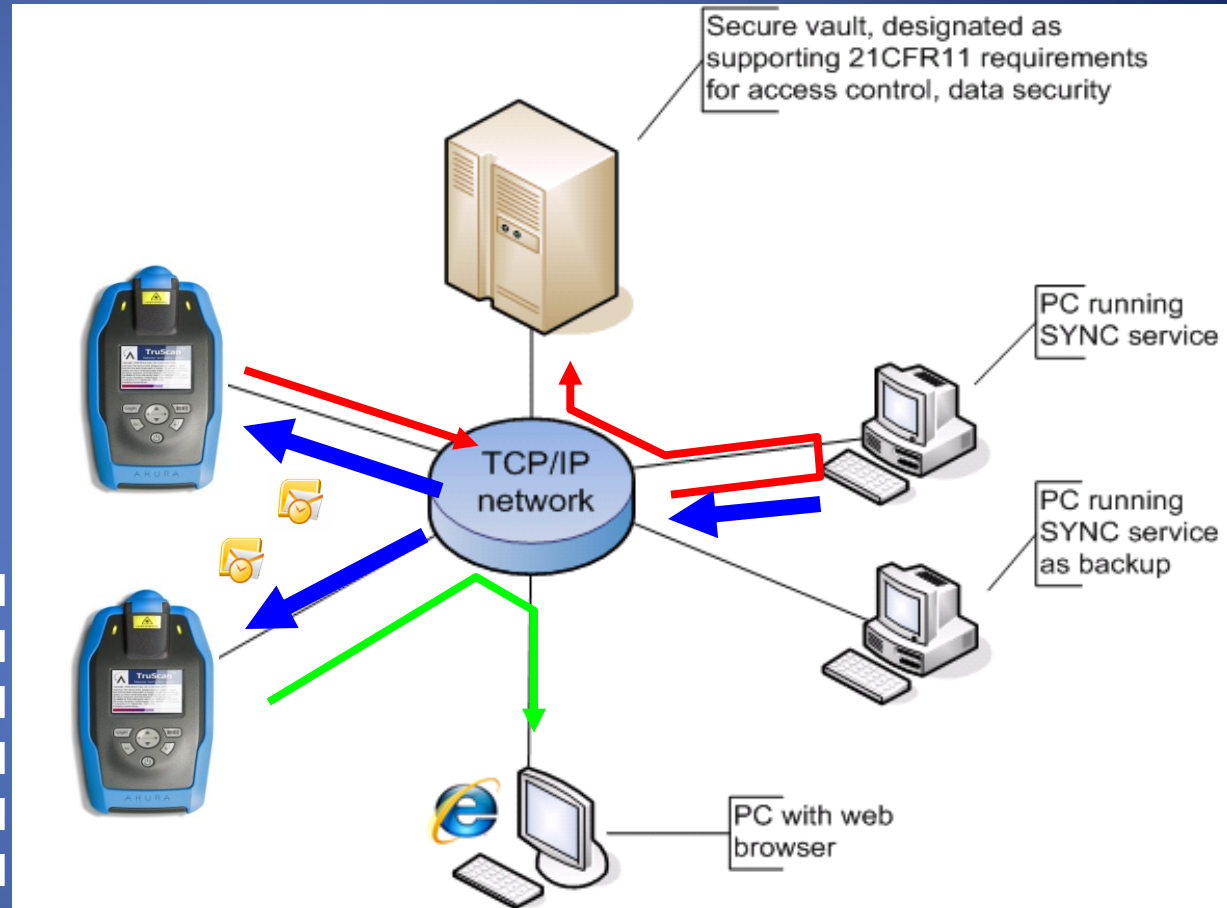 Secure vault, designated as
supporting 21CFR11 requirements
for access control, data security
PC running
SYNC service
TruScan
AHURA
TCP/IP
network
PC running
SYNC service
as backup
TruScan
AHURA
PC with web
browser